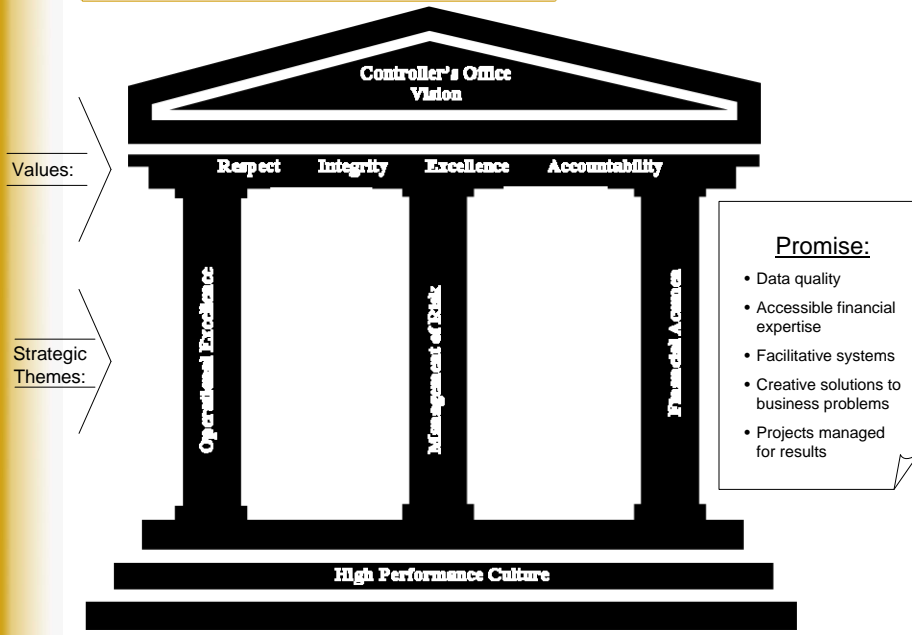 Controller's Office
Vision
Values:
Respect Integrity Excellence Accountability
Strategic
Themes:
Operational Excellence
Management of Risk
Financial Acumen
Promise:
• Data quality
• Accessible financial
expertise
• Facilitative systems
• Creative solutions to
business problems
• Projects managed
for results
High Performance Culture